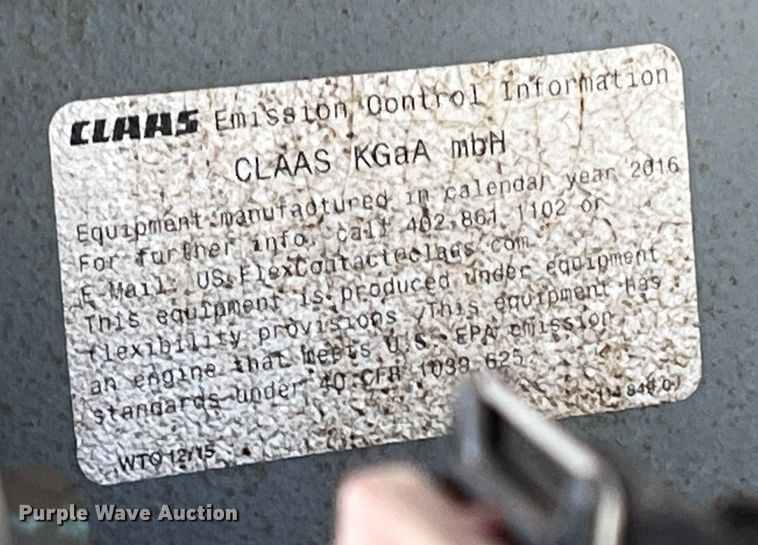 CLAAS Emission Control Information
CLAAS KGaA mbH
Equipment manufactured in calendar year 2016
For further info. call 402.861.1102 or
E-Mail: US.FlexContact@claas.com
This equipment is produced under equipment
flexibility provisions. This equipment has
an engine that meets U.S. EPA emission
standards under 40 CFR 1039.625.
WTO 12/15
Purple Wave Auction